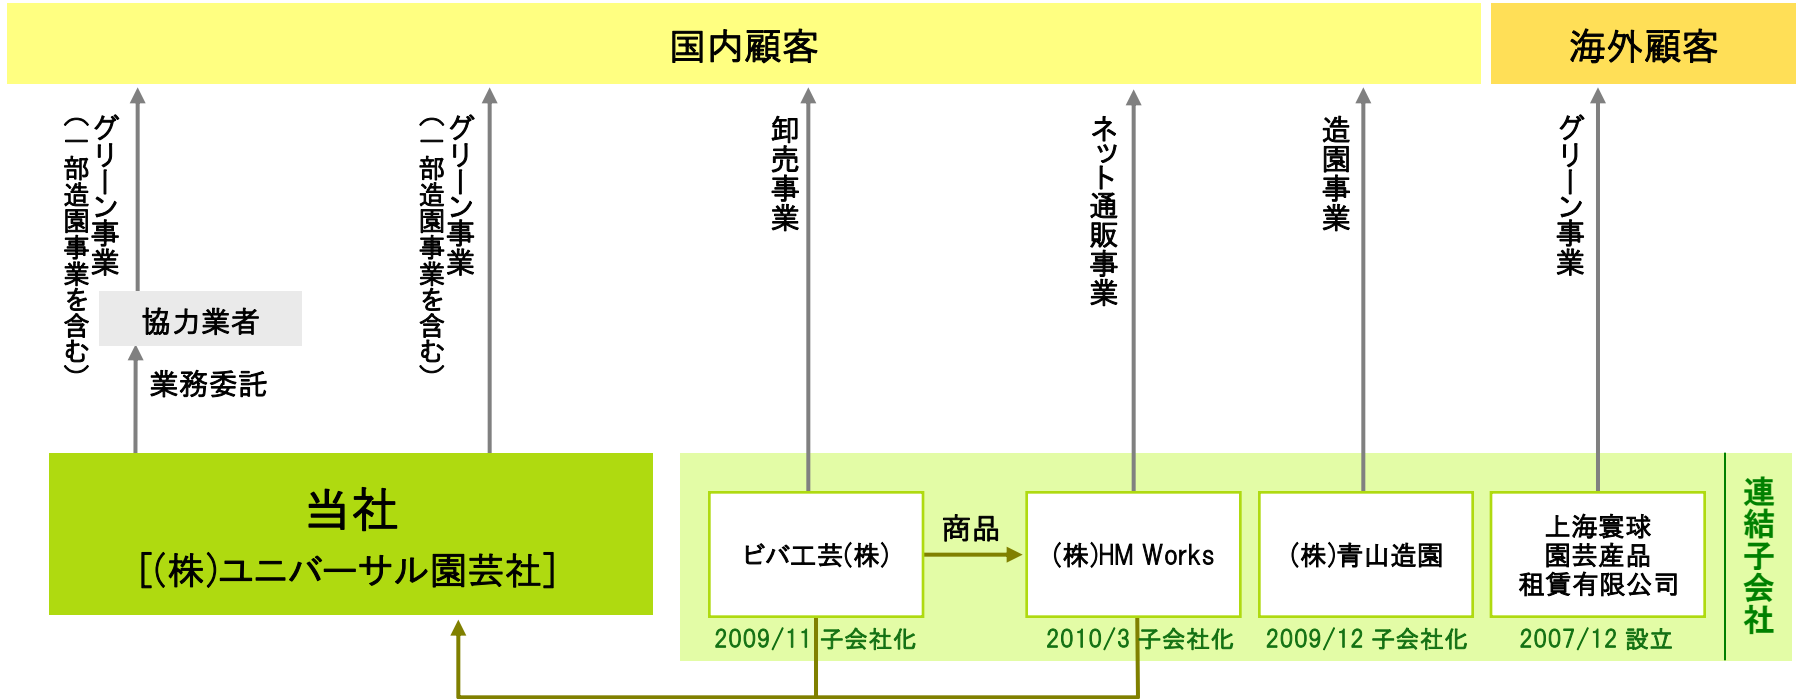 国内顧客
海外顧客
グリーン事業
(一部造園事業を含む)
グリーン事業
(一部造園事業を含む)
卸売事業
ネット通販事業
造園事業
グリーン事業
協力業者
業務委託
当社
[(株)ユニバーサル園芸社]
ビバ工芸(株)
商品
(株)HM Works
(株)青山造園
上海寰球
園芸産品
租賃有限公司
連結子会社
2009/11 子会社化
2010/3 子会社化
2009/12 子会社化
2007/12 設立